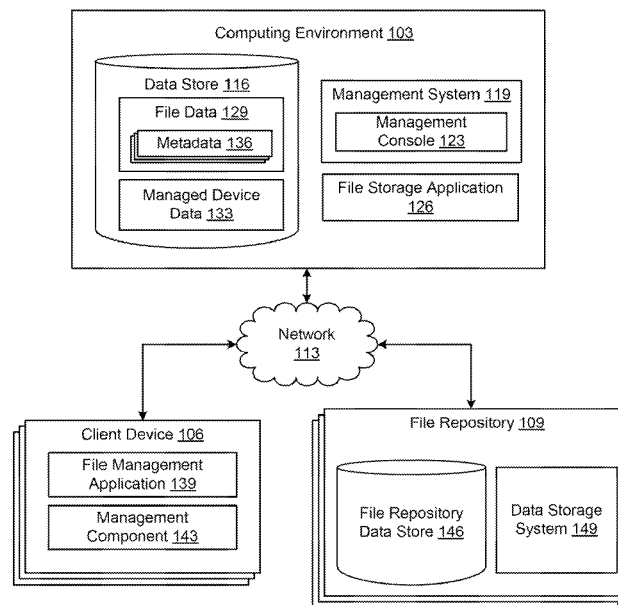 Computing Environment 103
Data Store 116
File Data 129
Metadata 136
Managed Device
Data 133
Management System 119
Management
Console 123
File Storage Application
126
Network
113
Client Device 106
File Management
Application 139
Management
Component 143
File Repository 109
File Repository
Data Store 146
Data Storage
System 149